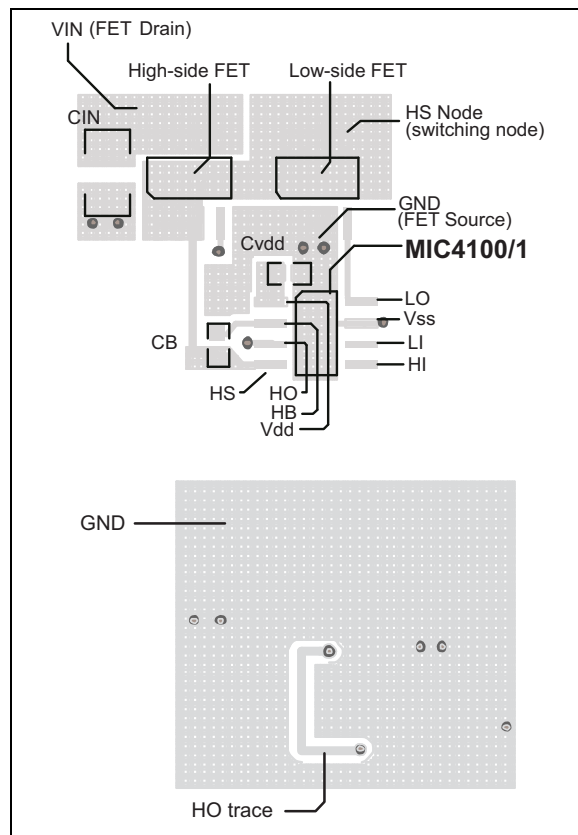 VIN (FET Drain)
High-side FET
Low-side FET
CIN
HS Node
(switching node)
GND
(FET Source)
Cvdd
MIC4100/1
LO
Vss
CB
LI
HI
HS
HO
HB
Vdd
GND
HO trace